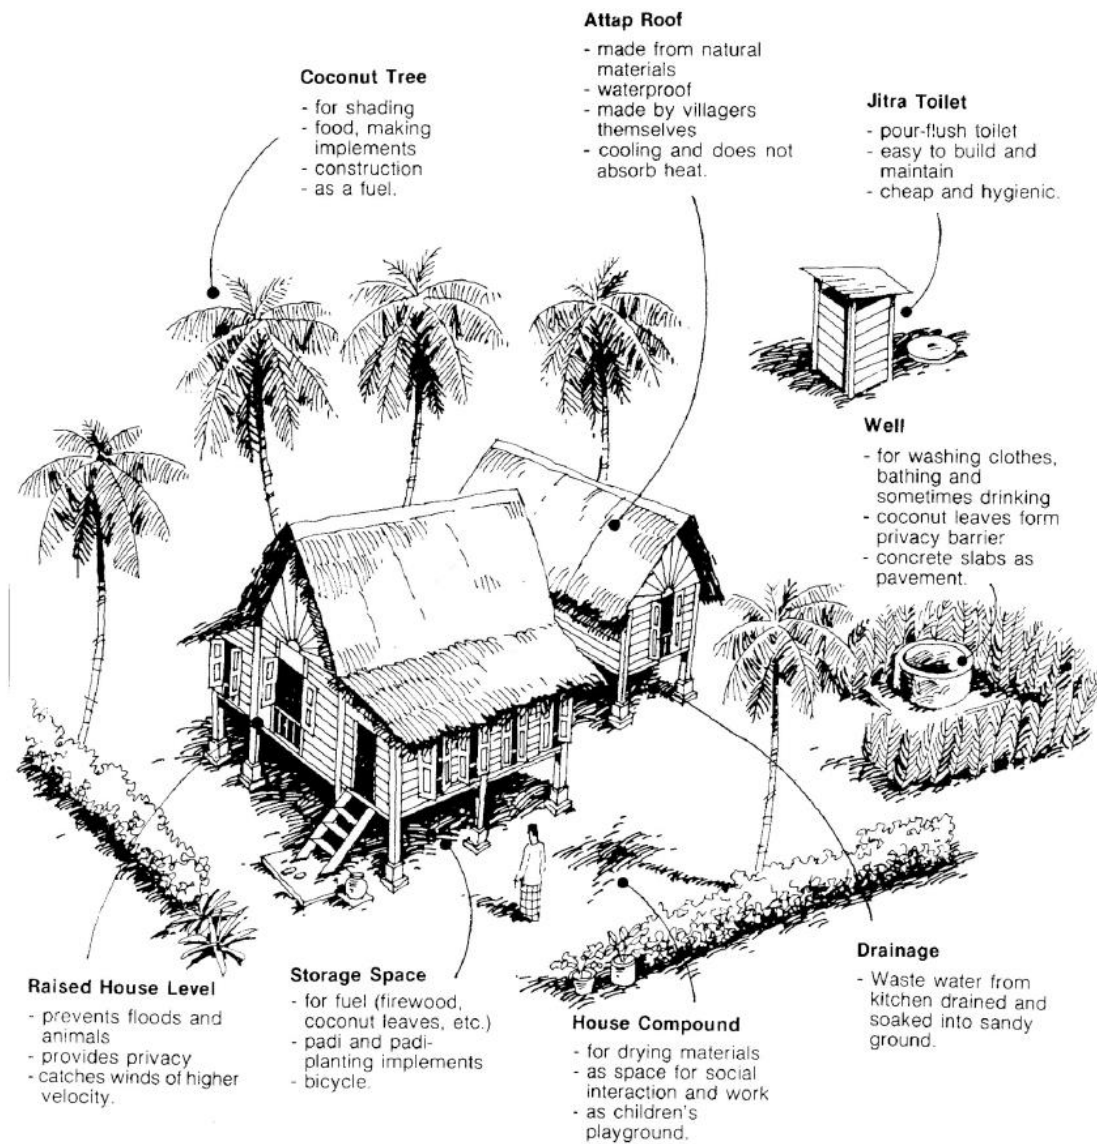 Attap Roof
- made from natural
materials
- waterproof
- made by villagers
themselves
- cooling and does not
absorb heat.
Coconut Tree
- for shading
- food, making
implements
- construction
- as a fuel.
Jitra Toilet
- pour-flush toilet
- easy to build and
maintain
- cheap and hygienic.
Well
- for washing clothes,
bathing and
sometimes drinking
- coconut leaves form
privacy barrier
- concrete slabs as
pavement.
Raised House Level
- prevents floods and
animals
- provides privacy
- catches winds of higher
velocity.
Storage Space
- for fuel (firewood,
coconut leaves, etc.)
- padi and padi-
planting implements
- bicycle.
House Compound
- for drying materials
- as space for social
interaction and work
- as children's
playground.
Drainage
- Waste water from
kitchen drained and
soaked into sandy
ground.